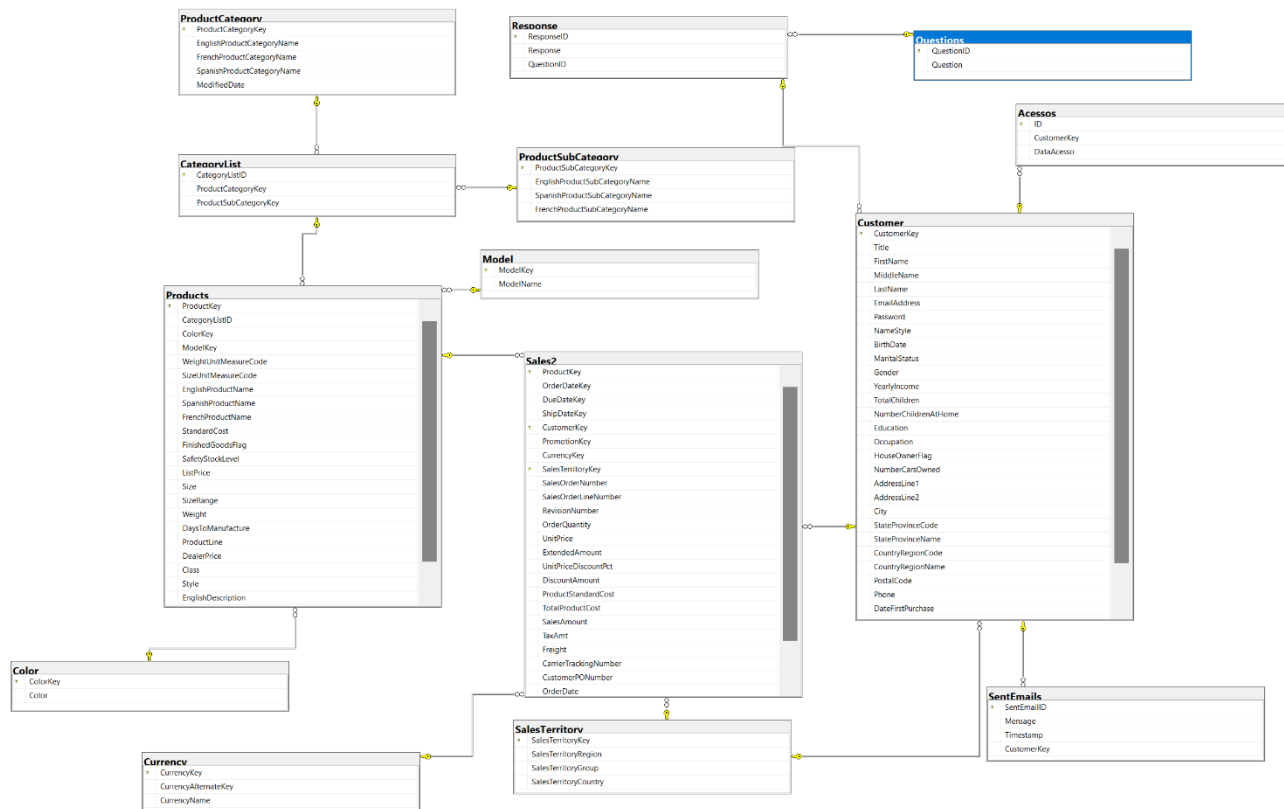 ProductCategory
ProductCategoryKey
EnglishProductCategoryName
FrenchProductCategoryName
SpanishProductCategoryName
ModifiedDate
Response
ResponseID
Response
QuestionID
Questions
QuestionID
Question
Acessos
ID
CustomerKey
DataAcesso
CategoryList
CategoryListID
ProductCategoryKey
ProductSubCategoryKey
ProductSubCategory
ProductSubCategoryKey
EnglishProductSubCategoryName
SpanishProductSubCategoryName
FrenchProductSubCategoryName
Customer
CustomerKey
Title
FirstName
MiddleName
LastName
EmailAddress
Password
NameStyle
BirthDate
MaritalStatus
Gender
YearlyIncome
TotalChildren
NumberChildrenAtHome
Education
Occupation
HouseOwnerFlag
NumberCarsOwned
AddressLine1
AddressLine2
City
StateProvinceCode
StateProvinceName
CountryRegionCode
CountryRegionName
PostalCode
Phone
DateFirstPurchase
Model
ModelKey
ModelName
Products
ProductKey
CategoryListID
ColorKey
ModelKey
WeightUnitMeasureCode
SizeUnitMeasureCode
EnglishProductName
SpanishProductName
FrenchProductName
StandardCost
FinishedGoodsFlag
SafetyStockLevel
ListPrice
Size
SizeRange
Weight
DaysToManufacture
ProductLine
DealerPrice
Class
Style
EnglishDescription
Sales2
ProductKey
OrderDateKey
DueDateKey
ShipDateKey
CustomerKey
PromotionKey
CurrencyKey
SalesTerritoryKey
SalesOrderNumber
SalesOrderLineNumber
RevisionNumber
OrderQuantity
UnitPrice
ExtendedAmount
UnitPriceDiscountPct
DiscountAmount
ProductStandardCost
TotalProductCost
SalesAmount
TaxAmt
Freight
CarrierTrackingNumber
CustomerPONumber
OrderDate
Color
ColorKey
Color
SentEmails
SentEmailID
Message
Timestamp
CustomerKey
SalesTerritory
SalesTerritoryKey
SalesTerritoryRegion
SalesTerritoryGroup
SalesTerritoryCountry
Currency
CurrencyKey
CurrencyAlternateKey
CurrencyName